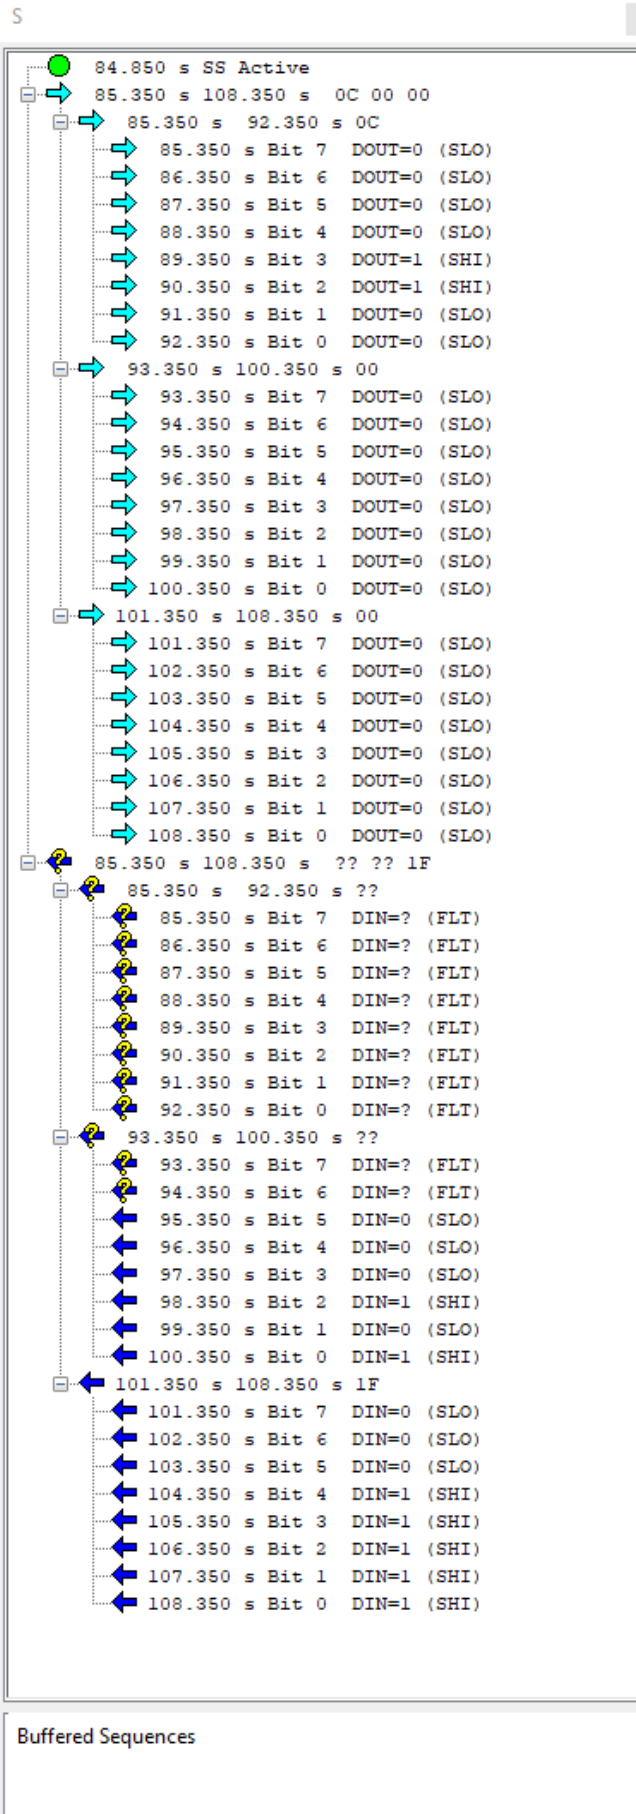 S
84.850 s SS Active
85.350 s 108.350 s 0C 00 00
85.350 s 92.350 s 0C
85.350 s Bit 7 DOUT=0 (SLO)
86.350 s Bit 6 DOUT=0 (SLO)
87.350 s Bit 5 DOUT=0 (SLO)
88.350 s Bit 4 DOUT=0 (SLO)
89.350 s Bit 3 DOUT=1 (SHI)
90.350 s Bit 2 DOUT=1 (SHI)
91.350 s Bit 1 DOUT=0 (SLO)
92.350 s Bit 0 DOUT=0 (SLO)
93.350 s 100.350 s 00
93.350 s Bit 7 DOUT=0 (SLO)
94.350 s Bit 6 DOUT=0 (SLO)
95.350 s Bit 5 DOUT=0 (SLO)
96.350 s Bit 4 DOUT=0 (SLO)
97.350 s Bit 3 DOUT=0 (SLO)
98.350 s Bit 2 DOUT=0 (SLO)
99.350 s Bit 1 DOUT=0 (SLO)
100.350 s Bit 0 DOUT=0 (SLO)
101.350 s 108.350 s 00
101.350 s Bit 7 DOUT=0 (SLO)
102.350 s Bit 6 DOUT=0 (SLO)
103.350 s Bit 5 DOUT=0 (SLO)
104.350 s Bit 4 DOUT=0 (SLO)
105.350 s Bit 3 DOUT=0 (SLO)
106.350 s Bit 2 DOUT=0 (SLO)
107.350 s Bit 1 DOUT=0 (SLO)
108.350 s Bit 0 DOUT=0 (SLO)
85.350 s 108.350 s ?? ?? 1F
85.350 s 92.350 s ??
85.350 s Bit 7 DIN=? (FLT)
86.350 s Bit 6 DIN=? (FLT)
87.350 s Bit 5 DIN=? (FLT)
88.350 s Bit 4 DIN=? (FLT)
89.350 s Bit 3 DIN=? (FLT)
90.350 s Bit 2 DIN=? (FLT)
91.350 s Bit 1 DIN=? (FLT)
92.350 s Bit 0 DIN=? (FLT)
93.350 s 100.350 s ??
93.350 s Bit 7 DIN=? (FLT)
94.350 s Bit 6 DIN=? (FLT)
95.350 s Bit 5 DIN=0 (SLO)
96.350 s Bit 4 DIN=0 (SLO)
97.350 s Bit 3 DIN=0 (SLO)
98.350 s Bit 2 DIN=1 (SHI)
99.350 s Bit 1 DIN=0 (SLO)
100.350 s Bit 0 DIN=1 (SHI)
101.350 s 108.350 s 1F
101.350 s Bit 7 DIN=0 (SLO)
102.350 s Bit 6 DIN=0 (SLO)
103.350 s Bit 5 DIN=0 (SLO)
104.350 s Bit 4 DIN=1 (SHI)
105.350 s Bit 3 DIN=1 (SHI)
106.350 s Bit 2 DIN=1 (SHI)
107.350 s Bit 1 DIN=1 (SHI)
108.350 s Bit 0 DIN=1 (SHI)
Buffered Sequences